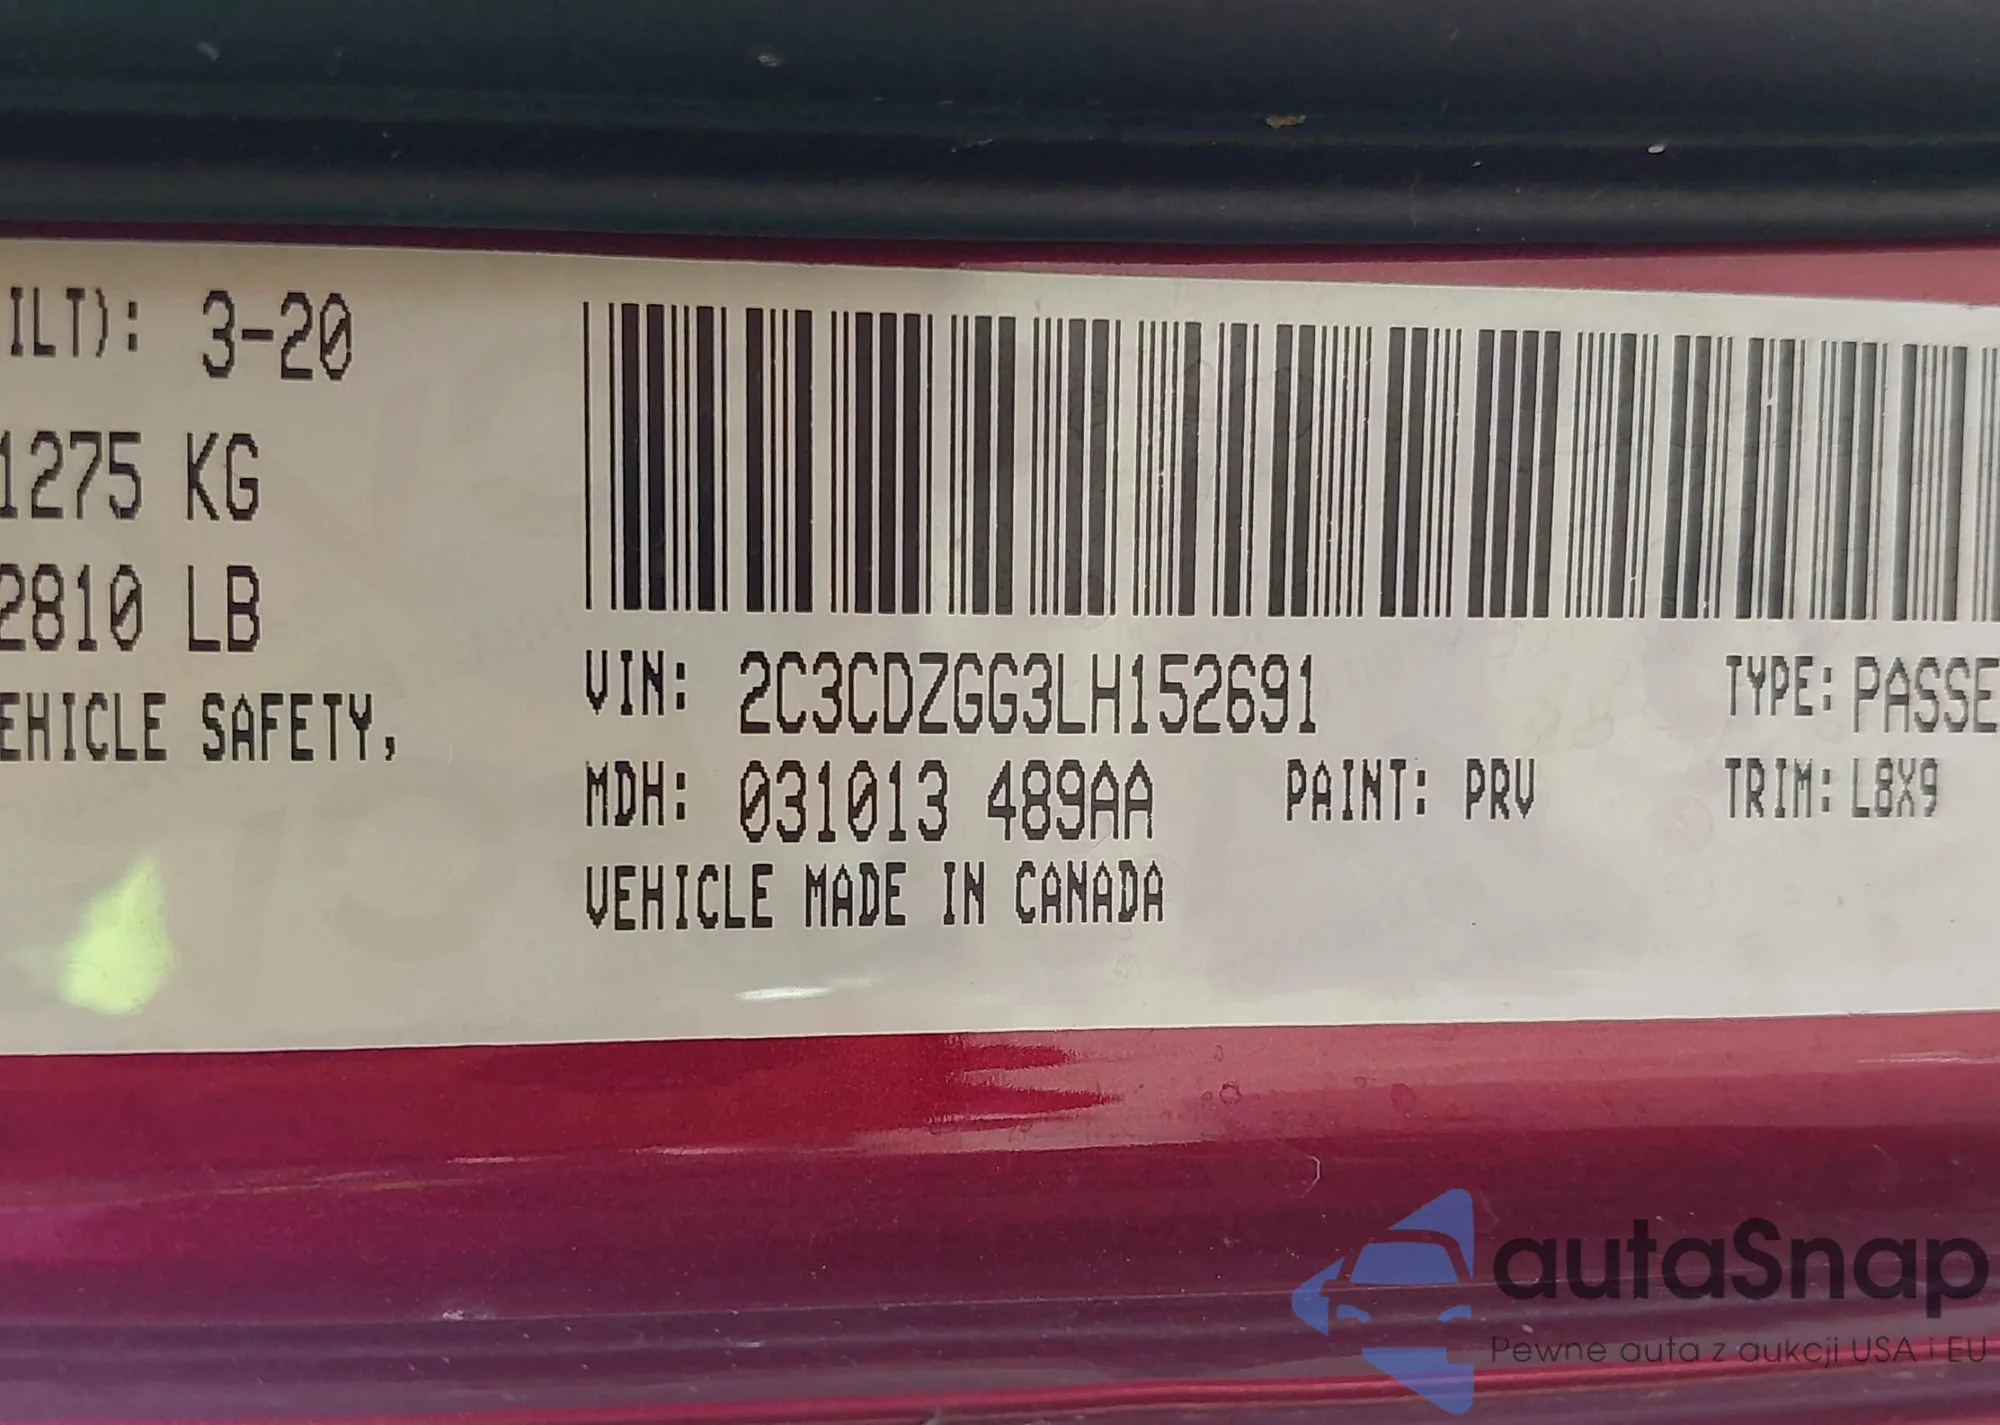 ILT): 3-20
1275 KG
2810 LB
EHICLE SAFETY,
VIN: 2C3CDZGG3LH152691
TYPE: PASSE
MDH: 031013 489AA
PAINT: PRV
TRIM: L8X9
VEHICLE MADE IN CANADA
autaSnap
Pewne auta z aukcji USA i EU